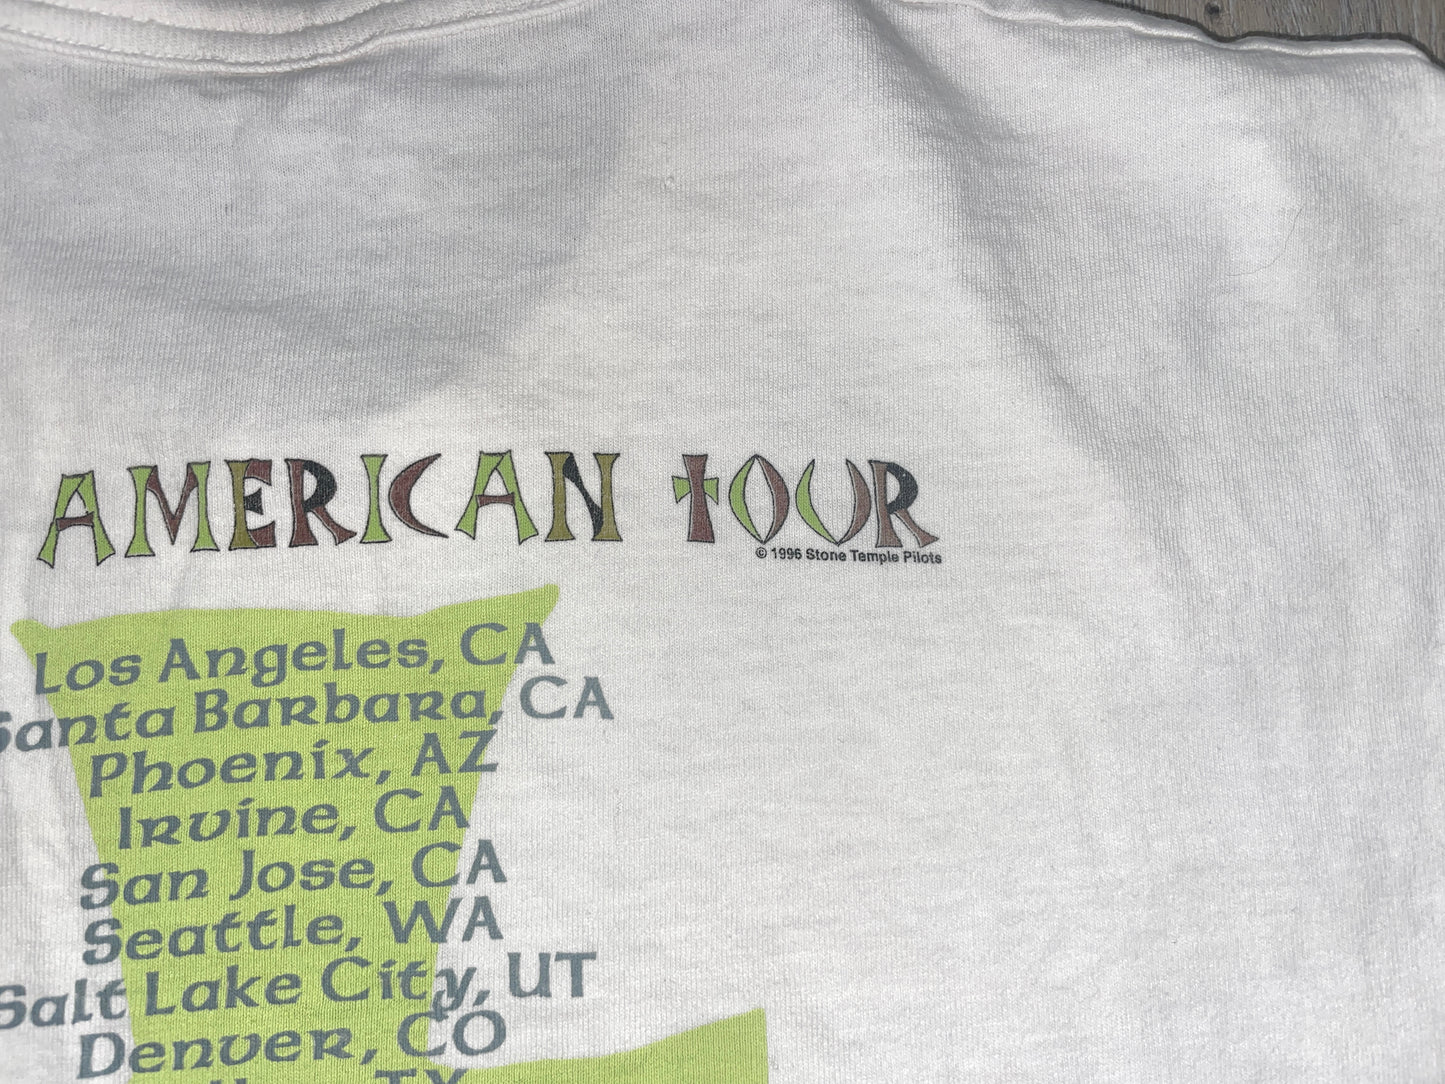 AMERICAN TOUR
© 1996 Stone Temple Pilots
Los Angeles, CA
Santa Barbara, CA
Phoenix, AZ
Irvine, CA
San Jose, CA
Seattle, WA
Salt Lake City, UT
Denver, CO
TX